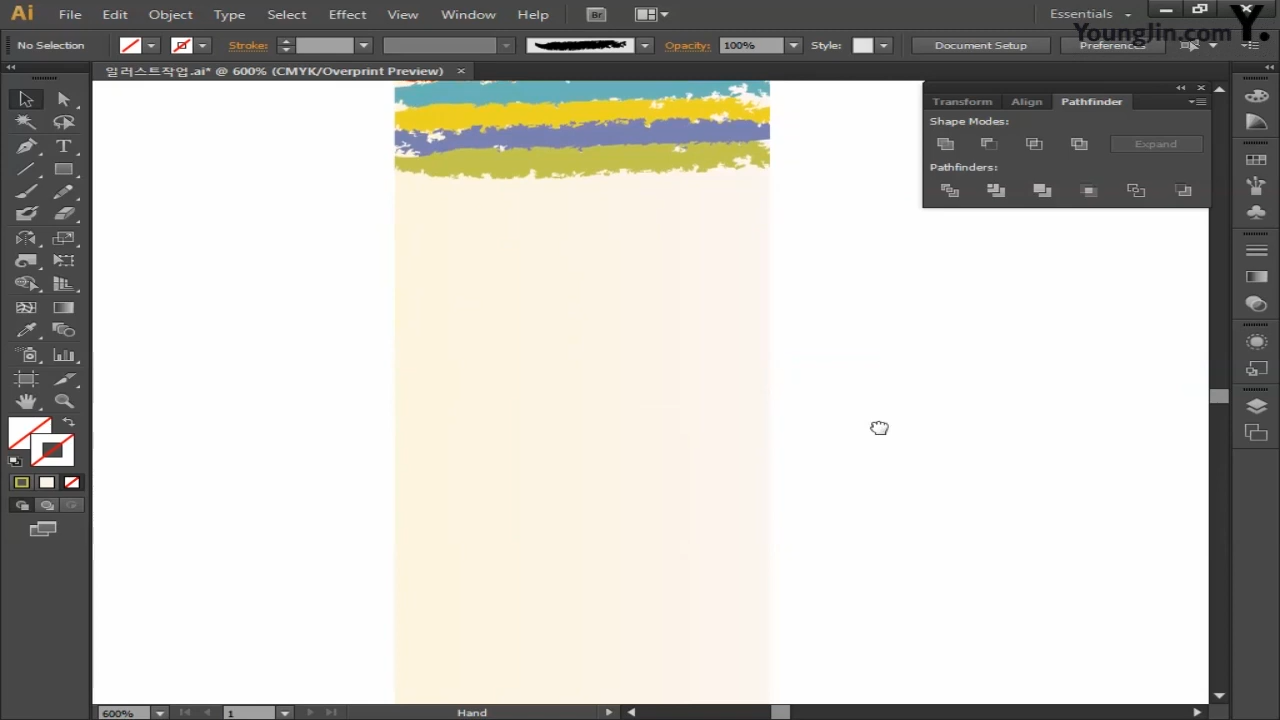 Ai File Edit Object Type Select Effect View Window Help Br Essentials
YoungJin.com Y.
No Selection Stroke: Opacity: 100% Style: Document Setup Preferences
일러스트작업.ai* @ 600% (CMYK/Overprint Preview) ×
Transform Align Pathfinder
Shape Modes:
Expand
Pathfinders:
600% 1 Hand